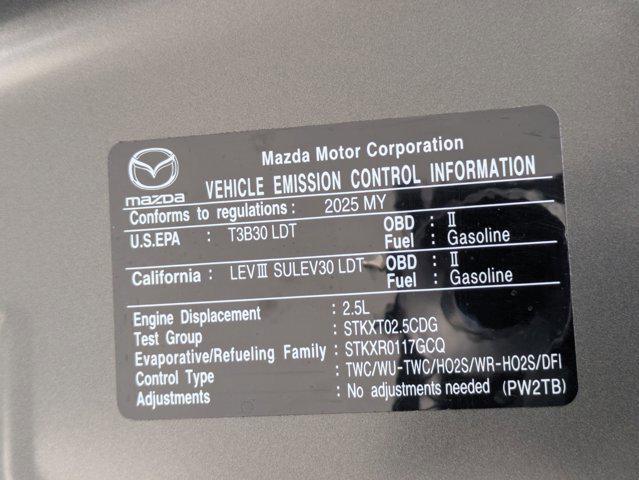 Mazda Motor Corporation
mazda
VEHICLE EMISSION CONTROL INFORMATION
Conforms to regulations : 2025 MY
U.S.EPA : T3B30 LDT OBD : II
Fuel : Gasoline
California : LEVIII SULEV30 LDT OBD : II
Fuel : Gasoline
Engine Displacement : 2.5L
Test Group : STKXT02.5CDG
Evaporative/Refueling Family : STKXR0117GCQ
Control Type : TWC/WU-TWC/HO2S/WR-HO2S/DFI
Adjustments : No adjustments needed (PW2TB)